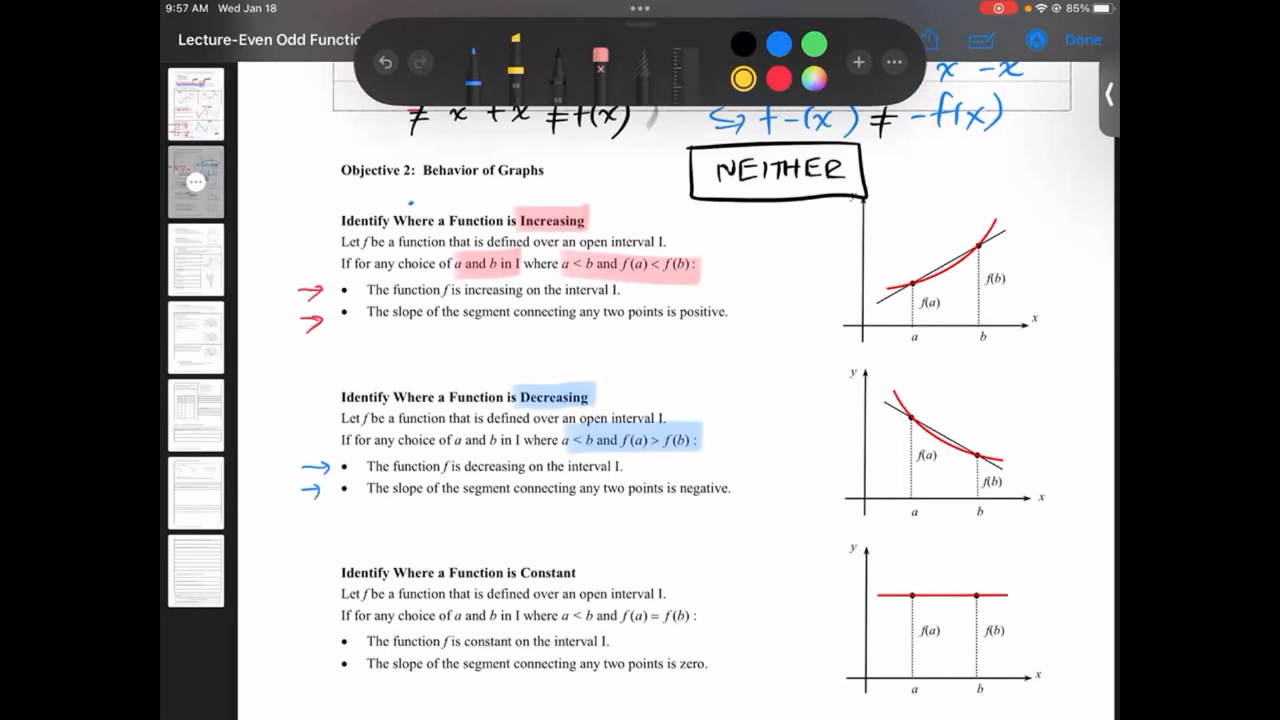 9:57 AM Wed Jan 18
85%
Lecture-Even Odd Functio
Done
x -x
≠ x + x ≠ f(x)
↳ f-(x) ≠ -f(x)
NEITHER
Objective 2: Behavior of Graphs
Identify Where a Function is Increasing
Let f be a function that is defined over an open interval I.
If for any choice of a and b in I where a < b and f(a) < f(b):
→ • The function f is increasing on the interval I.
→ • The slope of the segment connecting any two points is positive.
y
f(a)
f(b)
x
a
b
Identify Where a Function is Decreasing
Let f be a function that is defined over an open interval I.
If for any choice of a and b in I where a < b and f(a) > f(b):
→ • The function f is decreasing on the interval I.
→ • The slope of the segment connecting any two points is negative.
y
f(a)
f(b)
x
a
b
Identify Where a Function is Constant
Let f be a function that is defined over an open interval I.
If for any choice of a and b in I where a < b and f(a) = f(b):
• The function f is constant on the interval I.
• The slope of the segment connecting any two points is zero.
y
f(a)
f(b)
x
a
b